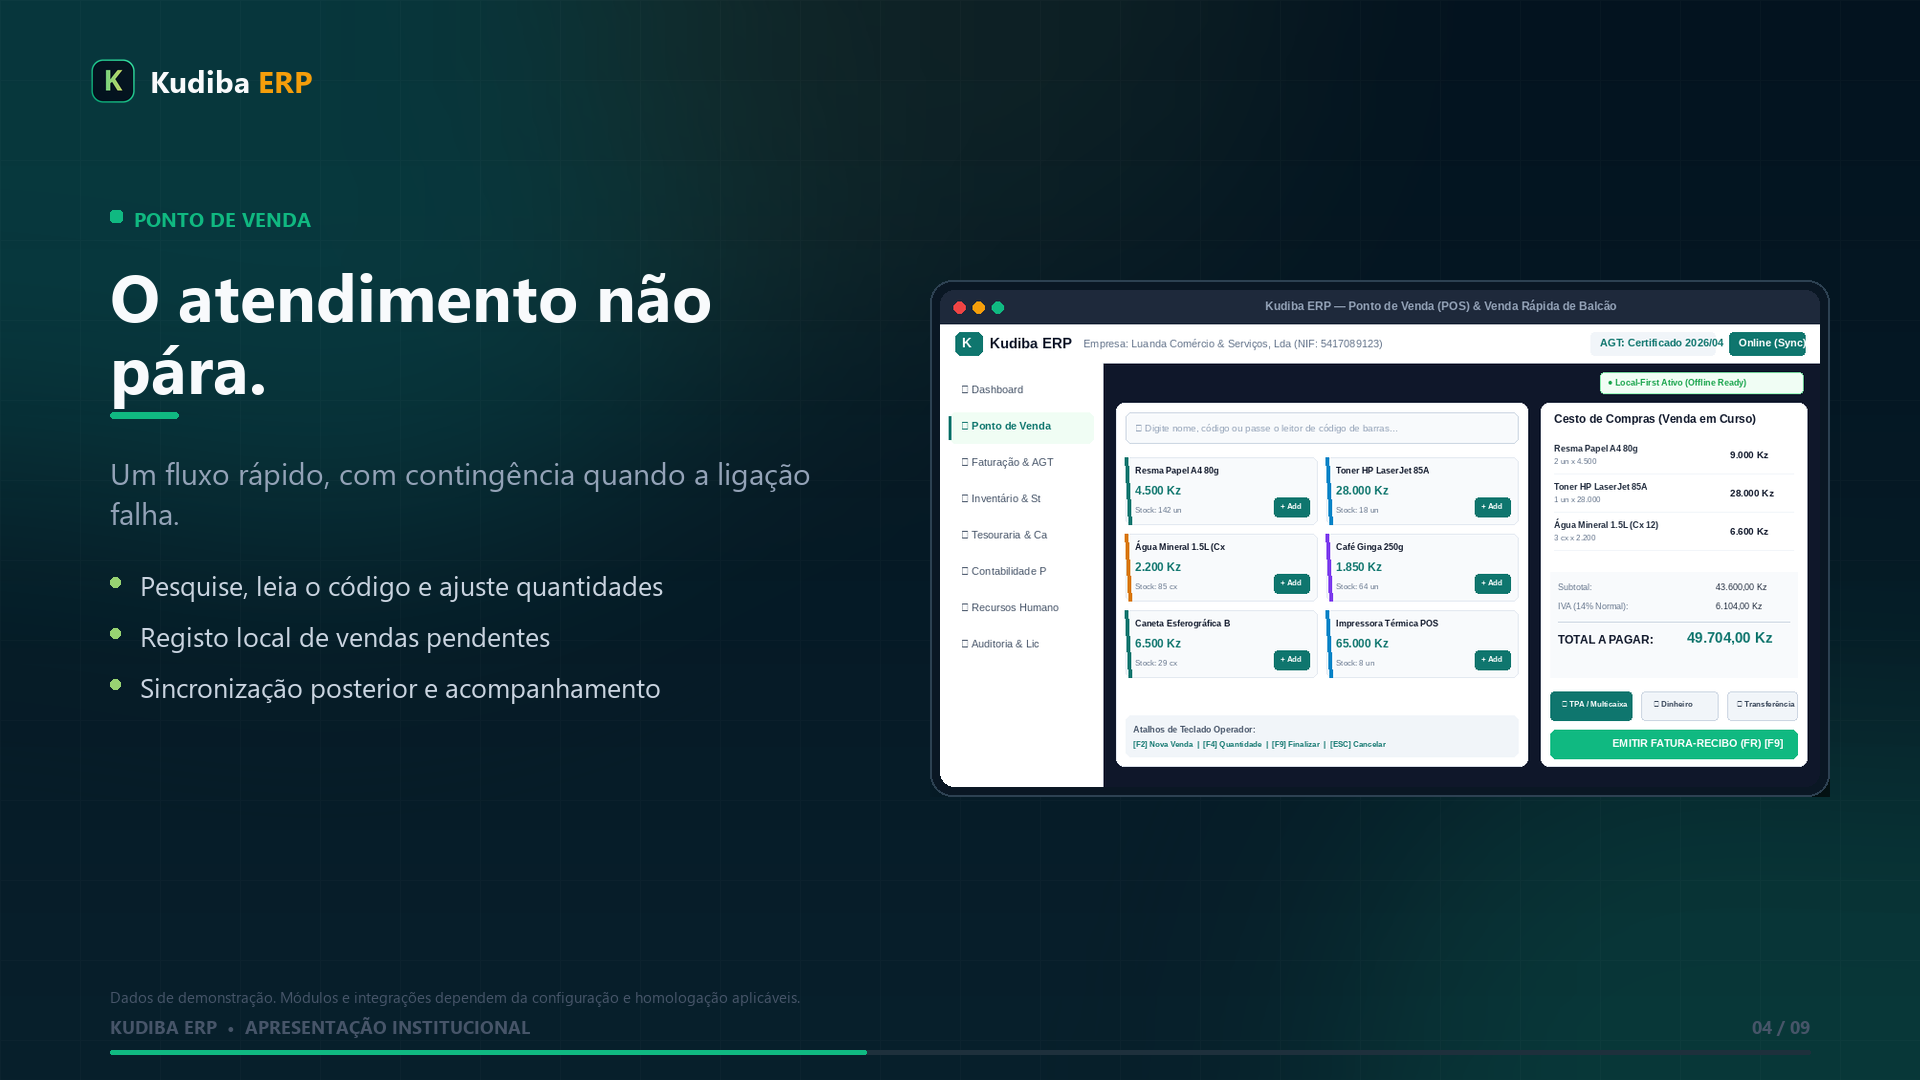 K Kudiba ERP
PONTO DE VENDA
O atendimento não
pára.
Um fluxo rápido, com contingência quando a ligação
falha.
Pesquise, leia o código e ajuste quantidades
Registo local de vendas pendentes
Sincronização posterior e acompanhamento
Kudiba ERP — Ponto de Venda (POS) & Venda Rápida de Balcão
K Kudiba ERP Empresa: Luanda Comércio & Serviços, Lda (NIF: 5417089123) AGT: Certificado 2026/04 Online (Sync)
Dashboard
Ponto de Venda
Faturação & AGT
Inventário & St
Tesouraria & Ca
Contabilidade P
Recursos Humano
Auditoria & Lic
● Local-First Ativo (Offline Ready)
Digite nome, código ou passe o leitor de código de barras...
Resma Papel A4 80g
4.500 Kz
Stock: 142 un
+ Add
Toner HP LaserJet 85A
28.000 Kz
Stock: 18 un
+ Add
Água Mineral 1.5L (Cx
2.200 Kz
Stock: 85 cx
+ Add
Café Ginga 250g
1.850 Kz
Stock: 64 un
+ Add
Caneta Esferográfica B
6.500 Kz
Stock: 29 cx
+ Add
Impressora Térmica POS
65.000 Kz
Stock: 8 un
+ Add
Atalhos de Teclado Operador:
[F2] Nova Venda | [F4] Quantidade | [F9] Finalizar | [ESC] Cancelar
Cesto de Compras (Venda em Curso)
Resma Papel A4 80g
2 un x 4.500
9.000 Kz
Toner HP LaserJet 85A
1 un x 28.000
28.000 Kz
Água Mineral 1.5L (Cx 12)
3 cx x 2.200
6.600 Kz
Subtotal: 43.600,00 Kz
IVA (14% Normal): 6.104,00 Kz
TOTAL A PAGAR: 49.704,00 Kz
TPA / Multicaixa
Dinheiro
Transferência
EMITIR FATURA-RECIBO (FR) [F9]
Dados de demonstração. Módulos e integrações dependem da configuração e homologação aplicáveis.
KUDIBA ERP • APRESENTAÇÃO INSTITUCIONAL
04 / 09